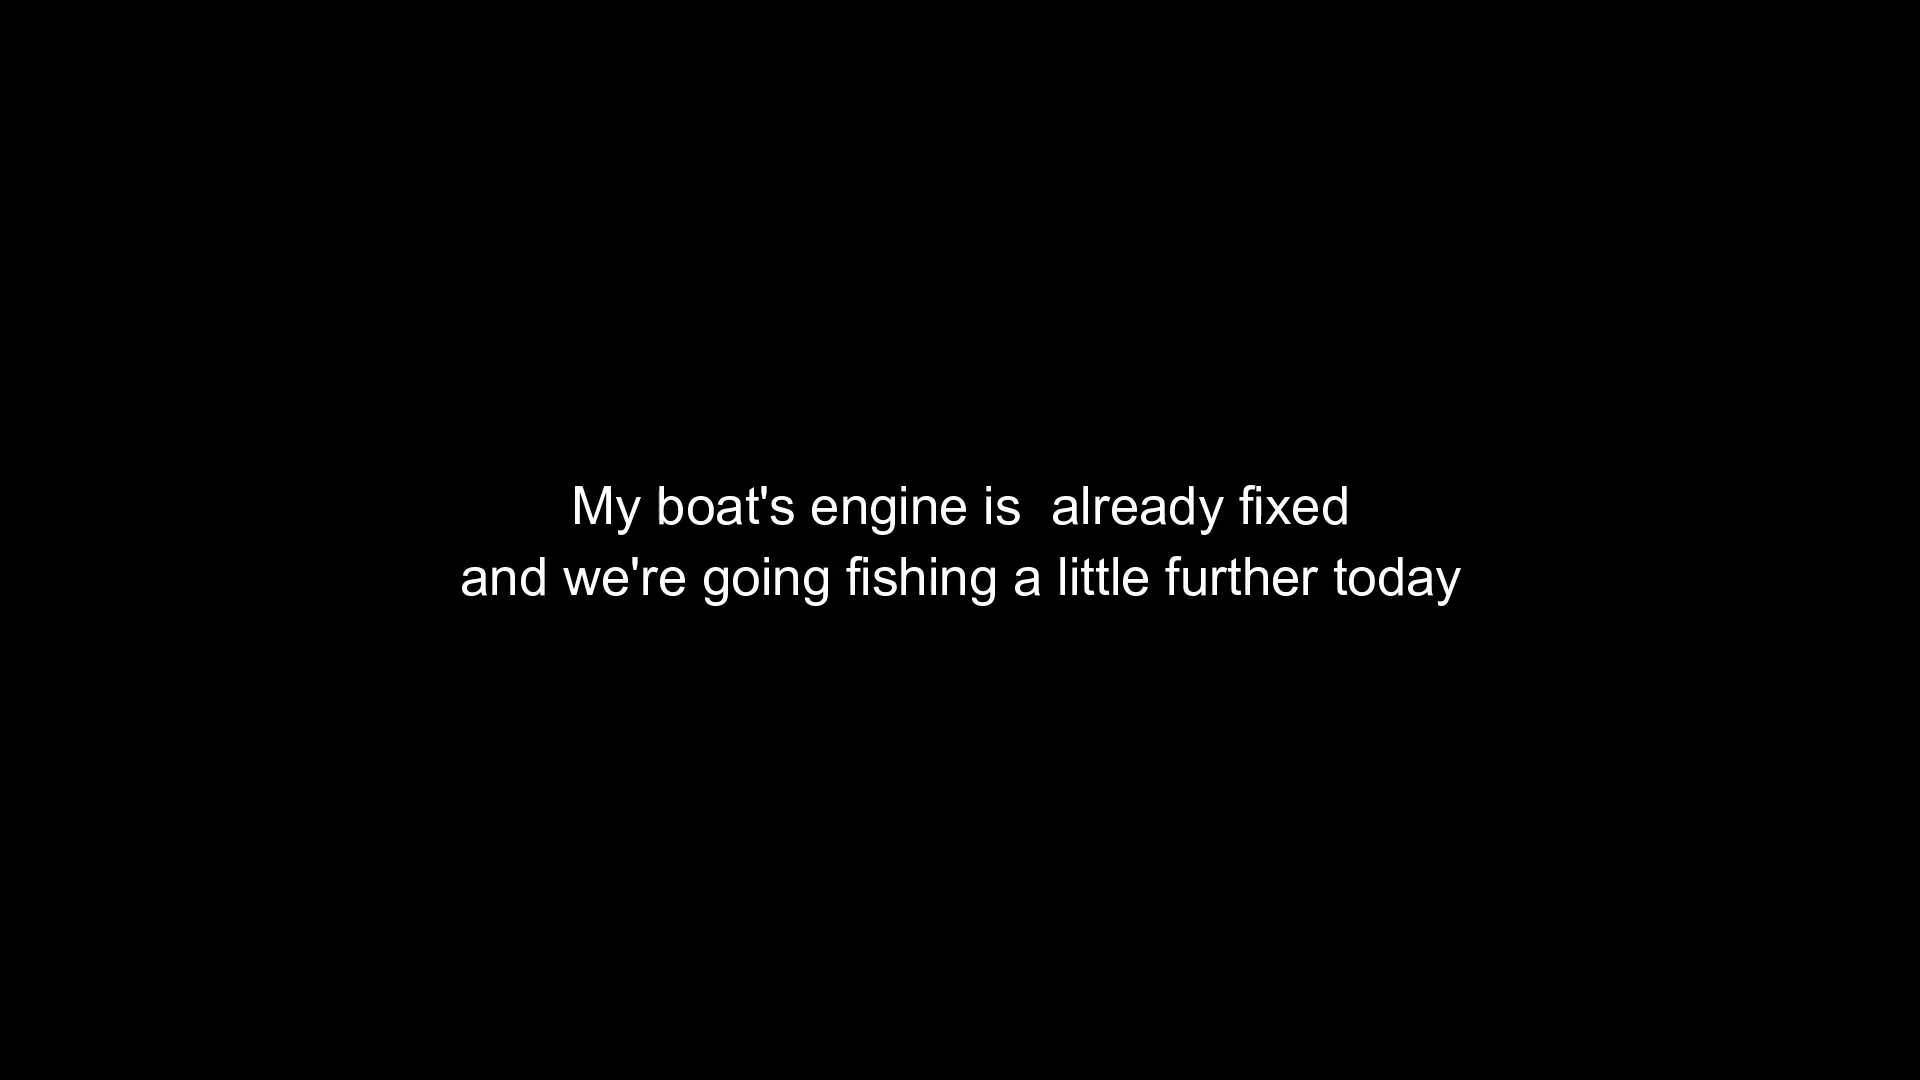 My boat's engine is  already fixed
and we're going fishing a little further today